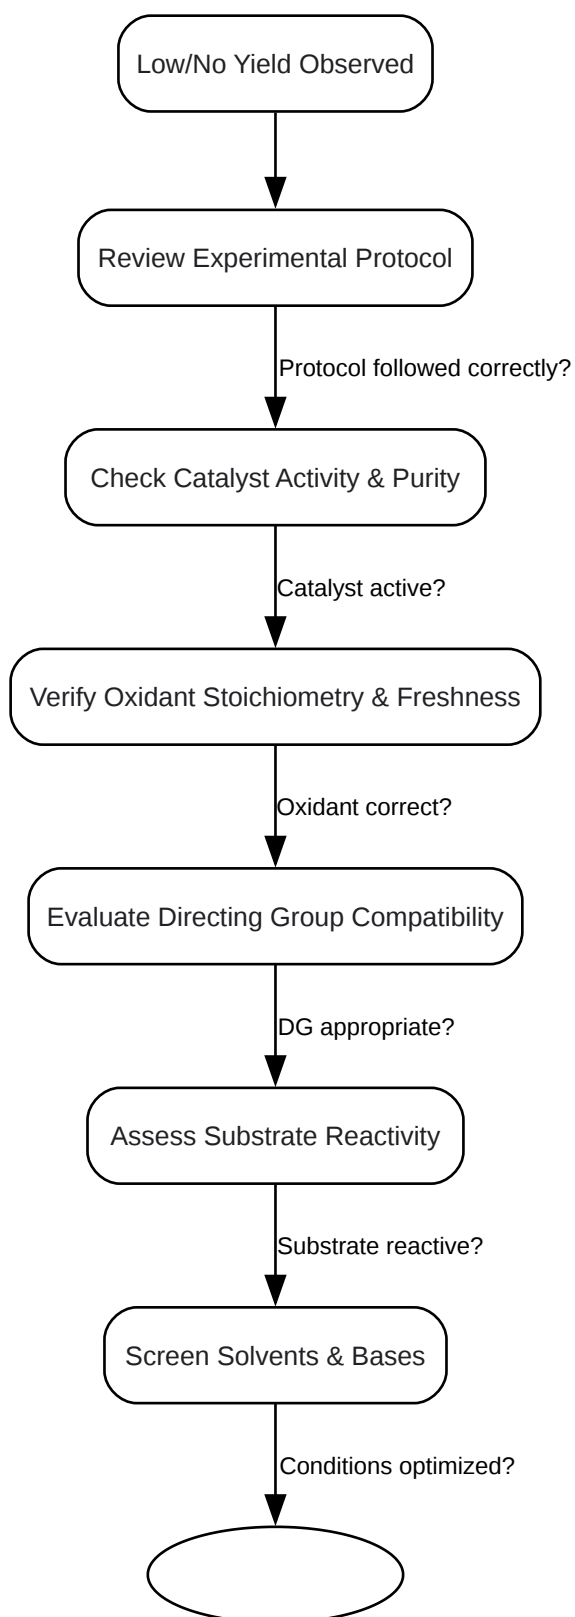 Low/No Yield Observed
Review Experimental Protocol
Protocol followed correctly?
Check Catalyst Activity & Purity
Catalyst active?
Verify Oxidant Stoichiometry & Freshness
Oxidant correct?
Evaluate Directing Group Compatibility
DG appropriate?
Assess Substrate Reactivity
Substrate reactive?
Screen Solvents & Bases
Conditions optimized?